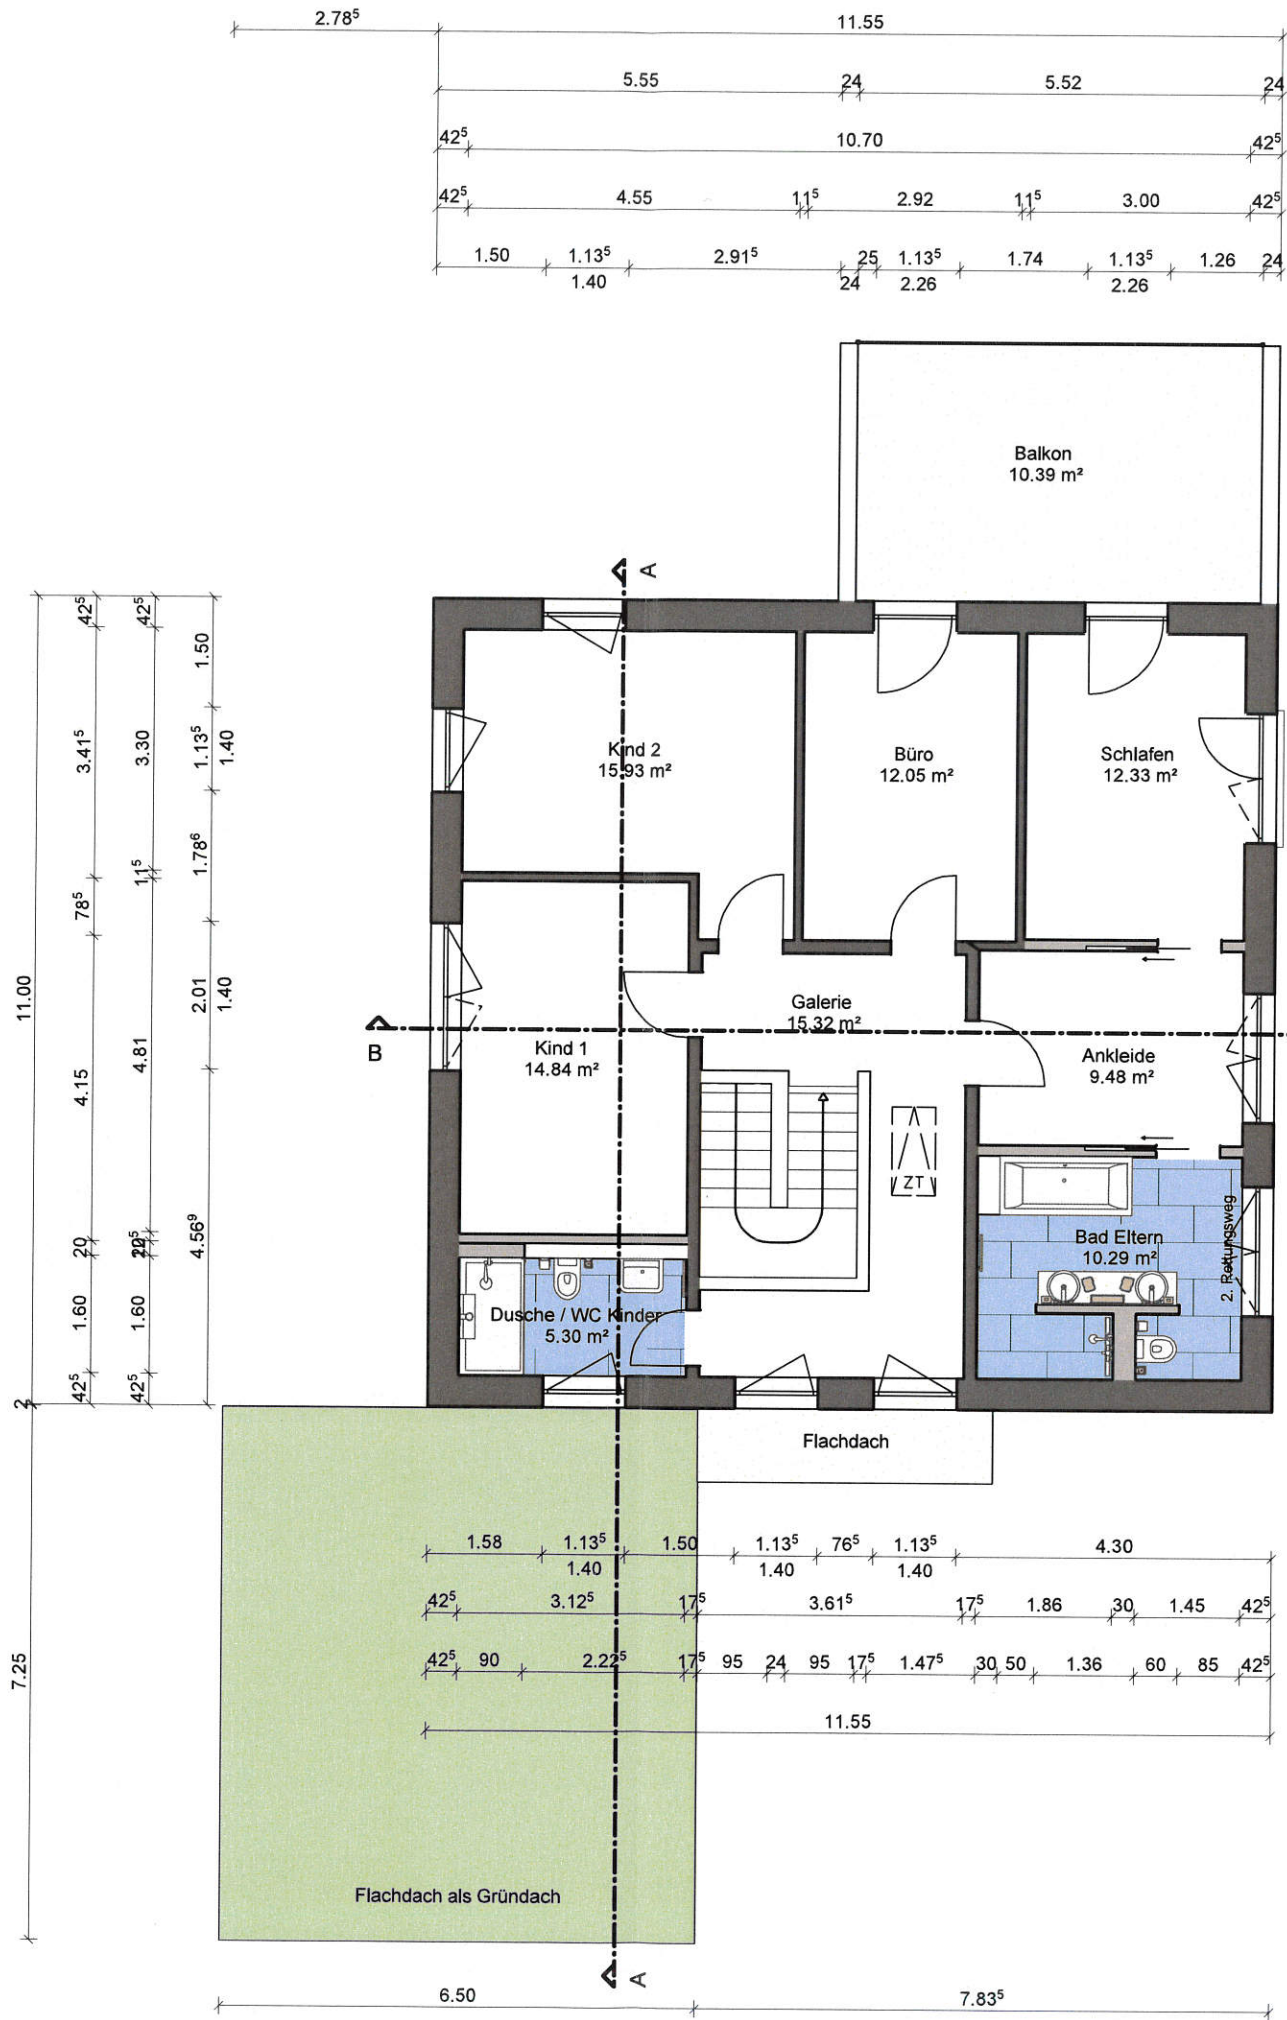 2.78⁵ 11.55
5.55 24 5.52 24
42⁵ 10.70 42⁵
42⁵ 4.55 11⁵ 2.92 11⁵ 3.00 42⁵
1.50 1.13⁵ 2.91⁵ 25 1.13⁵ 1.74 1.13⁵ 1.26 24
1.40 24 2.26 2.26
Balkon
10.39 m²
A
11.00
42⁵ 3.41⁵ 78⁵ 4.15 20 1.60 42⁵
42⁵ 3.30 11⁵ 4.81 1.60 42⁵
1.50 1.13⁵ 1.78⁶ 2.01 4.56⁹
1.40 1.40
2
7.25
Kind 2
15.93 m²
Büro
12.05 m²
Schlafen
12.33 m²
Galerie
15.32 m²
B
Kind 1
14.84 m²
Ankleide
9.48 m²
ZT
Bad Eltern
10.29 m²
2. Rettungsweg
Dusche / WC Kinder
5.30 m²
Flachdach
1.58 1.13⁵ 1.50 1.13⁵ 76⁵ 1.13⁵ 4.30
1.40 1.40 1.40
42⁵ 3.12⁵ 17⁵ 3.61⁵ 17⁵ 1.86 30 1.45 42⁵
42⁵ 90 2.22⁵ 17⁵ 95 24 95 17⁵ 1.47⁵ 30 50 1.36 60 85 42⁵
11.55
Flachdach als Gründach
A
6.50 7.83⁵